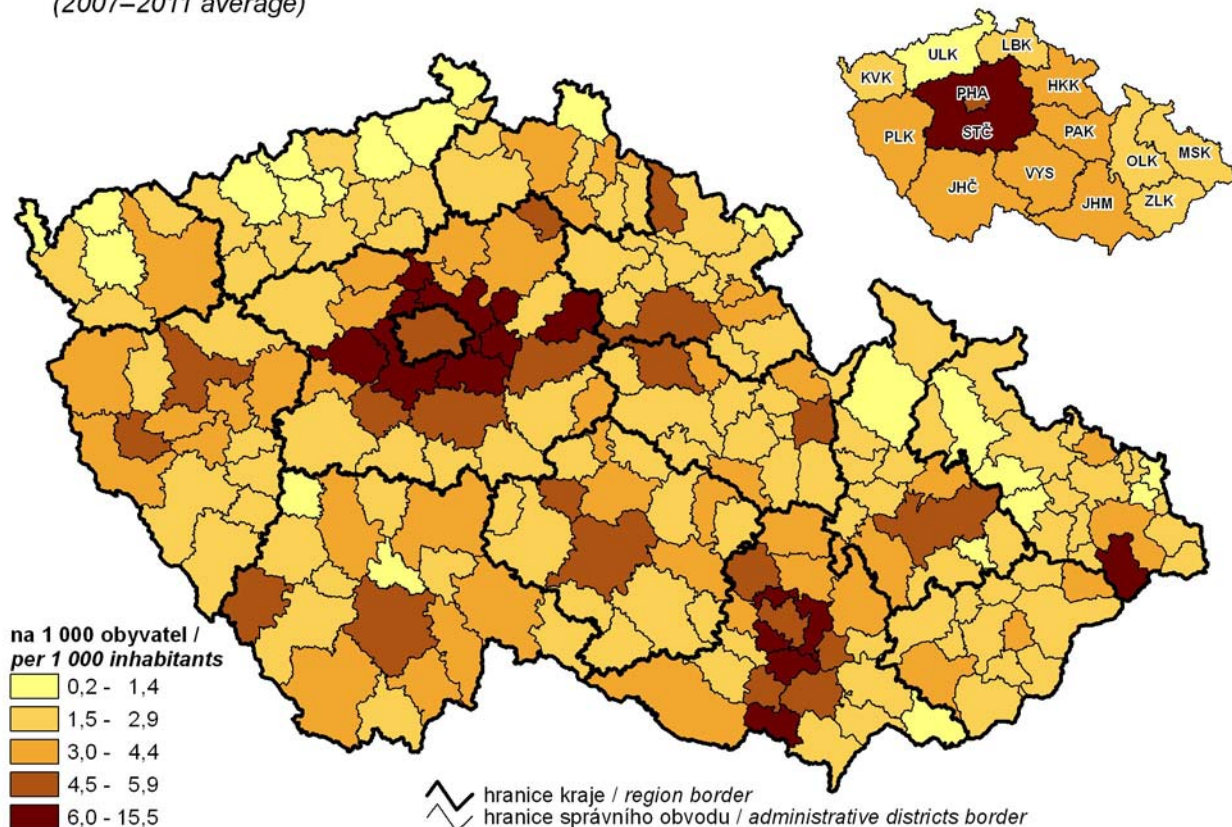 (2007–2011 average)
ULK
LBK
KVK
PHA
HKK
PLK
STČ
PAK
OLK
MSK
JHČ
VYS
JHM
ZLK
na 1 000 obyvatel /
per 1 000 inhabitants
0,2 - 1,4
1,5 - 2,9
3,0 - 4,4
4,5 - 5,9
6,0 - 15,5
hranice kraje / region border
hranice správního obvodu / administrative districts border